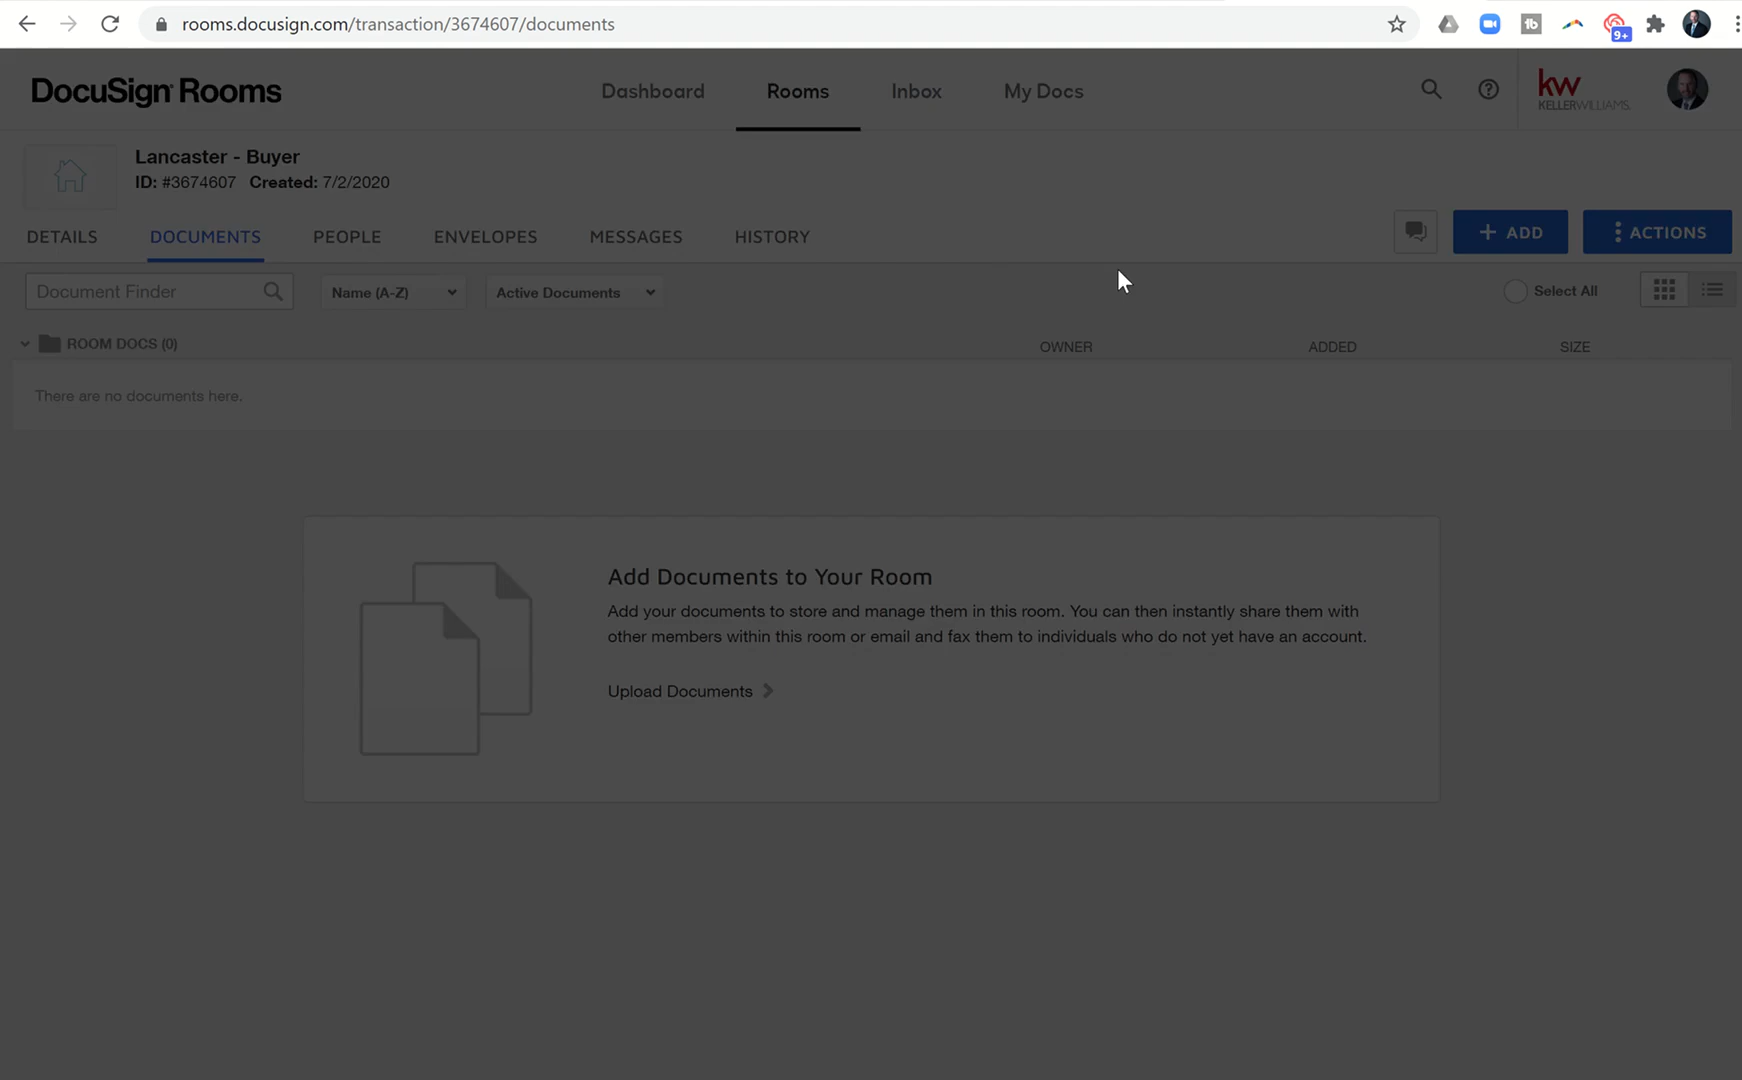 rooms.docusign.com/transaction/3674607/documents
tb
9+
DocuSign Rooms
Dashboard
Rooms
Inbox
My Docs
kw
KELLERWILLIAMS.
Lancaster - Buyer
ID: #3674607 Created: 7/2/2020
DETAILS
DOCUMENTS
PEOPLE
ENVELOPES
MESSAGES
HISTORY
+ ADD
ACTIONS
Document Finder
Name (A-Z)
Active Documents
Select All
ROOM DOCS (0)
OWNER
ADDED
SIZE
There are no documents here.
Add Documents to Your Room
Add your documents to store and manage them in this room. You can then instantly share them with
other members within this room or email and fax them to individuals who do not yet have an account.
Upload Documents